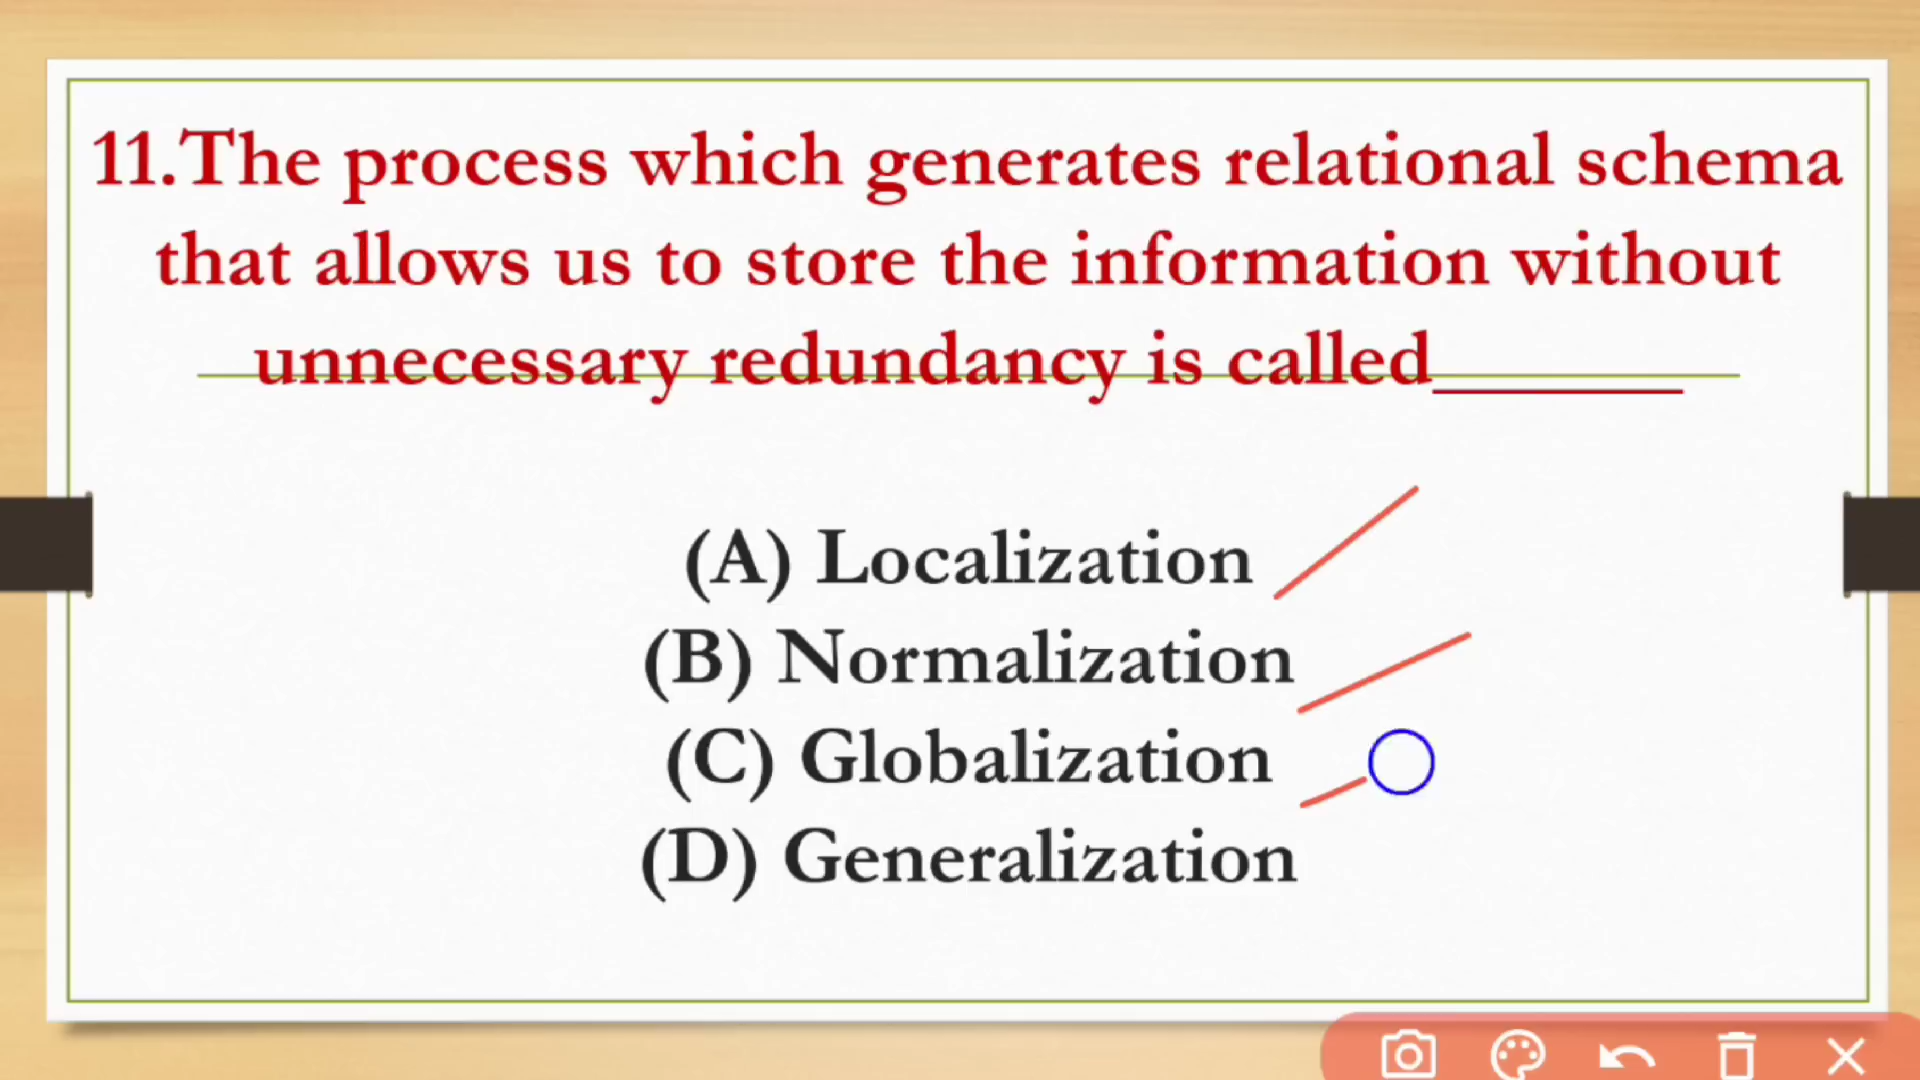 11.The process which generates relational schema
that allows us to store the information without
unnecessary redundancy is called_______
(A) Localization
(B) Normalization
(C) Globalization
(D) Generalization